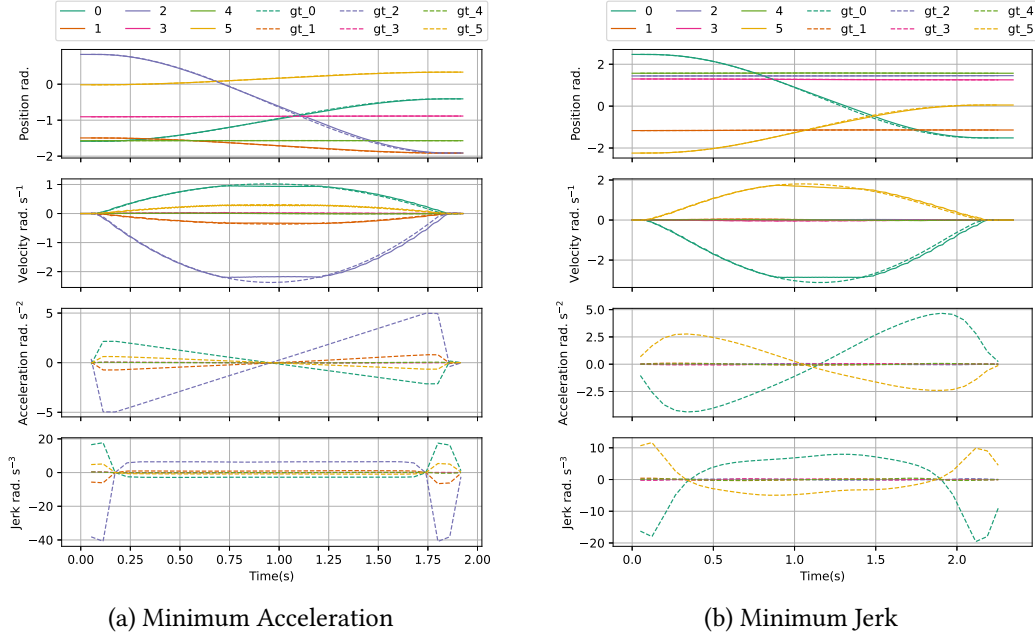 0 2 4 gt_0 gt_2 gt_4
1 3 5 gt_1 gt_3 gt_5
Position rad.
0
−1
−2
Velocity rad. s⁻¹
1
0
−1
−2
Acceleration rad. s⁻²
5
0
−5
Jerk rad. s⁻³
20
0
−20
−40
0.00 0.25 0.50 0.75 1.00 1.25 1.50 1.75 2.00
Time(s)
(a) Minimum Acceleration
0 2 4 gt_0 gt_2 gt_4
1 3 5 gt_1 gt_3 gt_5
Position rad.
2
0
−2
Velocity rad. s⁻¹
2
0
−2
Acceleration rad. s⁻²
5.0
2.5
0.0
−2.5
Jerk rad. s⁻³
10
0
−10
−20
0.0 0.5 1.0 1.5 2.0
Time(s)
(b) Minimum Jerk